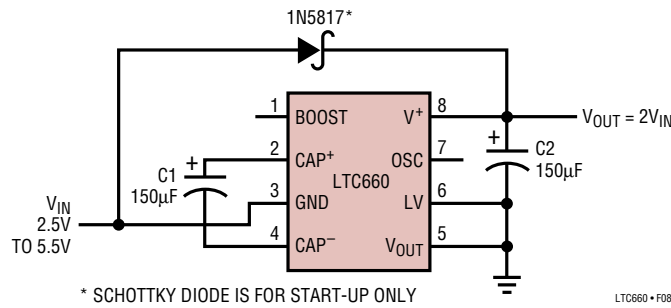 1N5817*
1 BOOST V+ 8
VOUT = 2VIN
2 CAP+ OSC 7
+ C1 150µF
LTC660
+ C2 150µF
3 GND LV 6
VIN
2.5V
TO 5.5V
4 CAP– VOUT 5
* SCHOTTKY DIODE IS FOR START-UP ONLY
LTC660 • F08